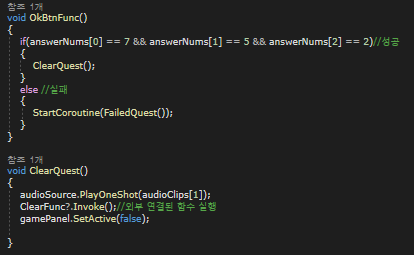 참조 1개
void OkBtnFunc()
{
if(answerNums[0] == 7 && answerNums[1] == 5 && answerNums[2] == 2)//성공
{
ClearQuest();
}
else //실패
{
StartCoroutine(FailedQuest());
}
}
참조 1개
void ClearQuest()
{
audioSource.PlayOneShot(audioClips[1]);
ClearFunc?.Invoke();//외부 연결된 함수 실행
gamePanel.SetActive(false);
}